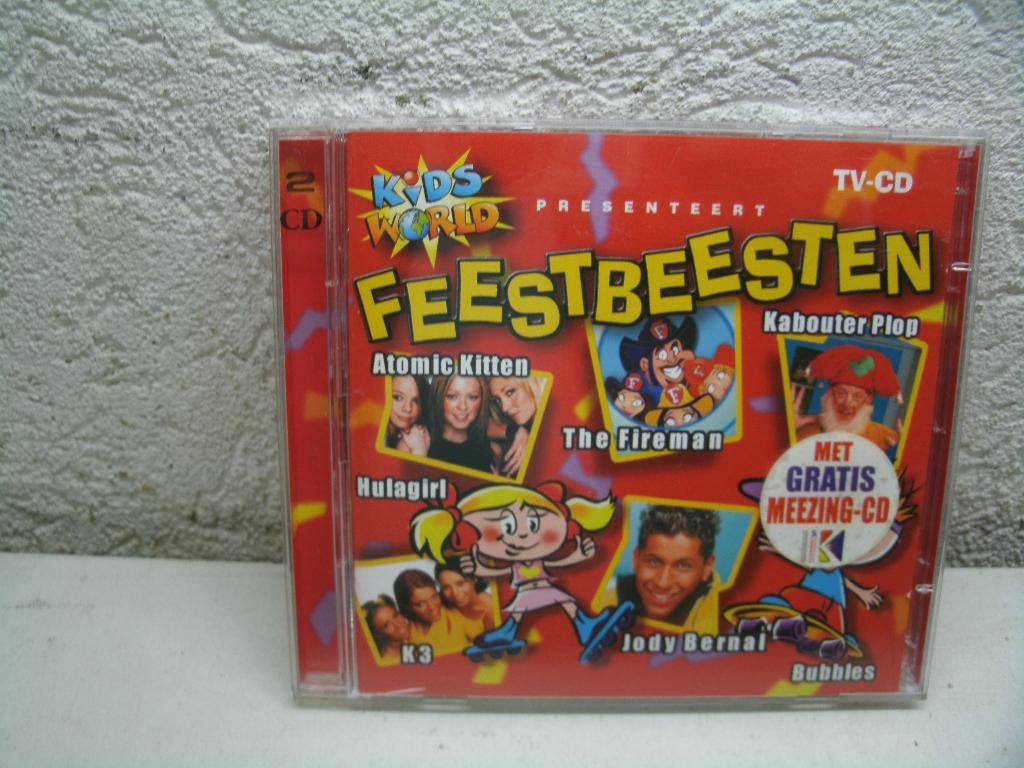 2
CD
KiDS
WORLD
PRESENTEERT
TV-CD
FEESTBEESTEN
Kabouter Plop
Atomic Kitten
The Fireman
Hulagirl
MET
GRATIS
MEEZING-CD
K
K3
Jody Bernai
Bubbles
F
F
F
F